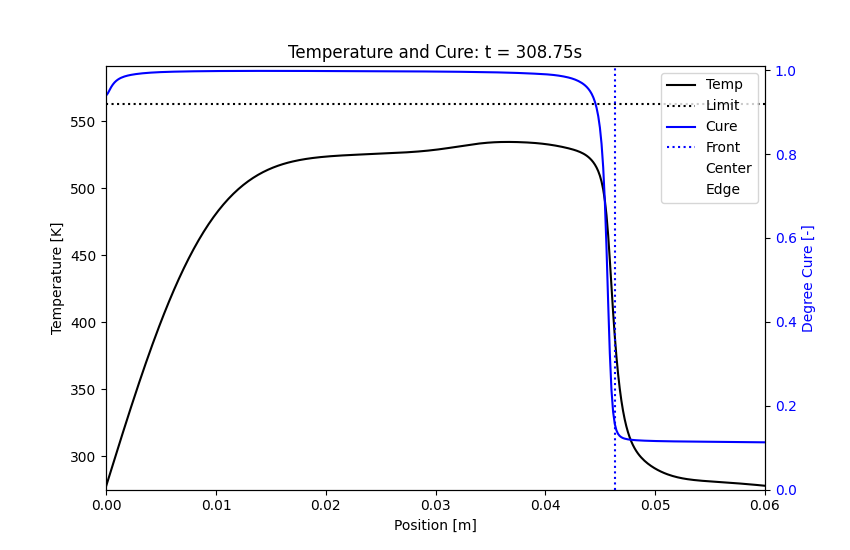 Temperature and Cure: t = 308.75s
Temp
Limit
Cure
Front
Center
Edge
Temperature [K]
550
500
450
400
350
300
Degree Cure [-]
1.0
0.8
0.6
0.4
0.2
0.0
0.00 0.01 0.02 0.03 0.04 0.05 0.06
Position [m]